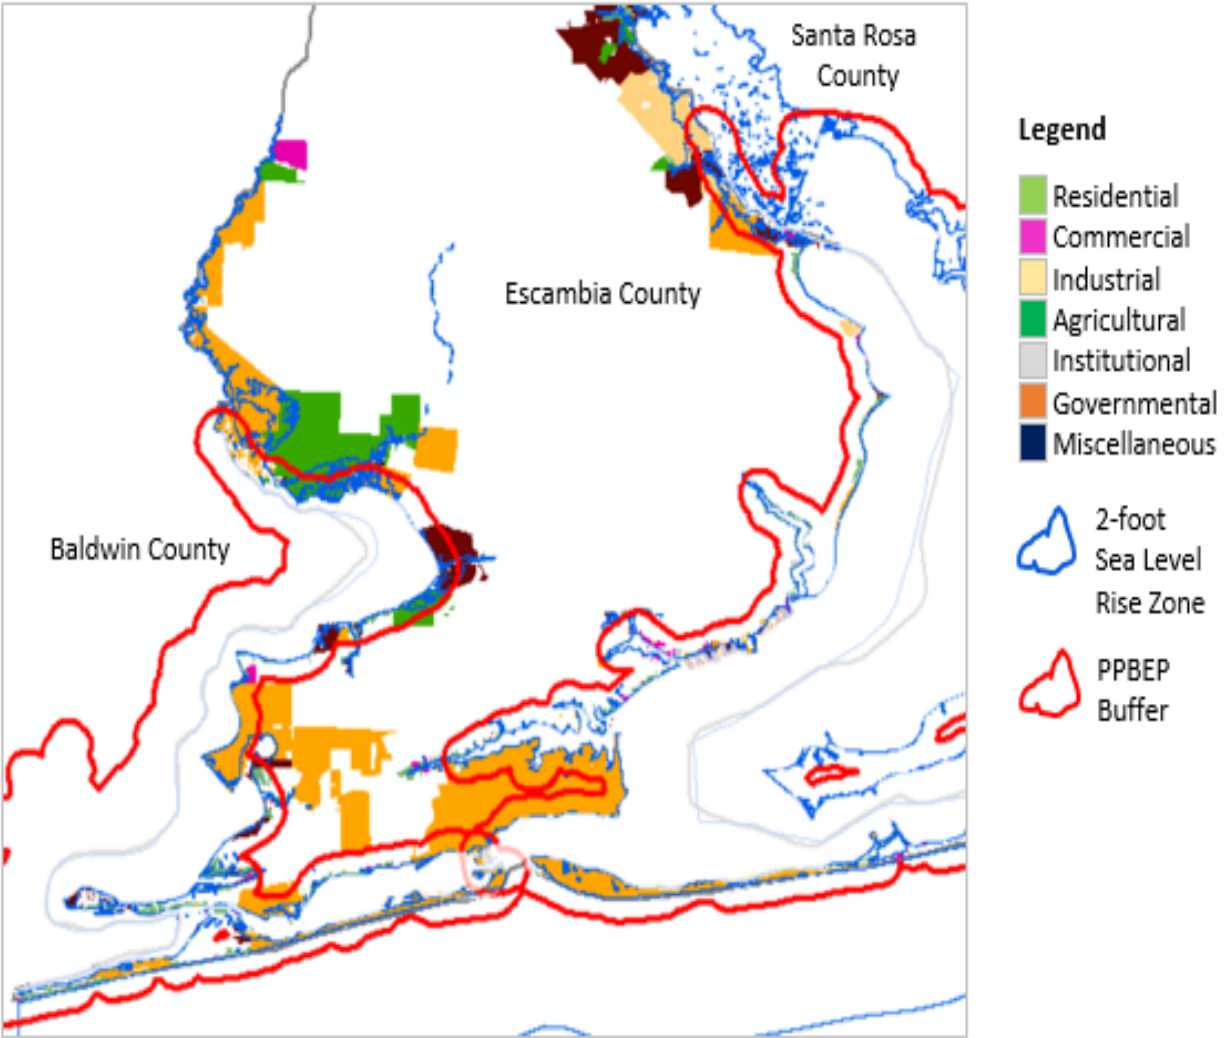 Santa Rosa
County
Escambia County
Baldwin County
Legend
Residential
Commercial
Industrial
Agricultural
Institutional
Governmental
Miscellaneous
2-foot
Sea Level
Rise Zone
PPBEP
Buffer